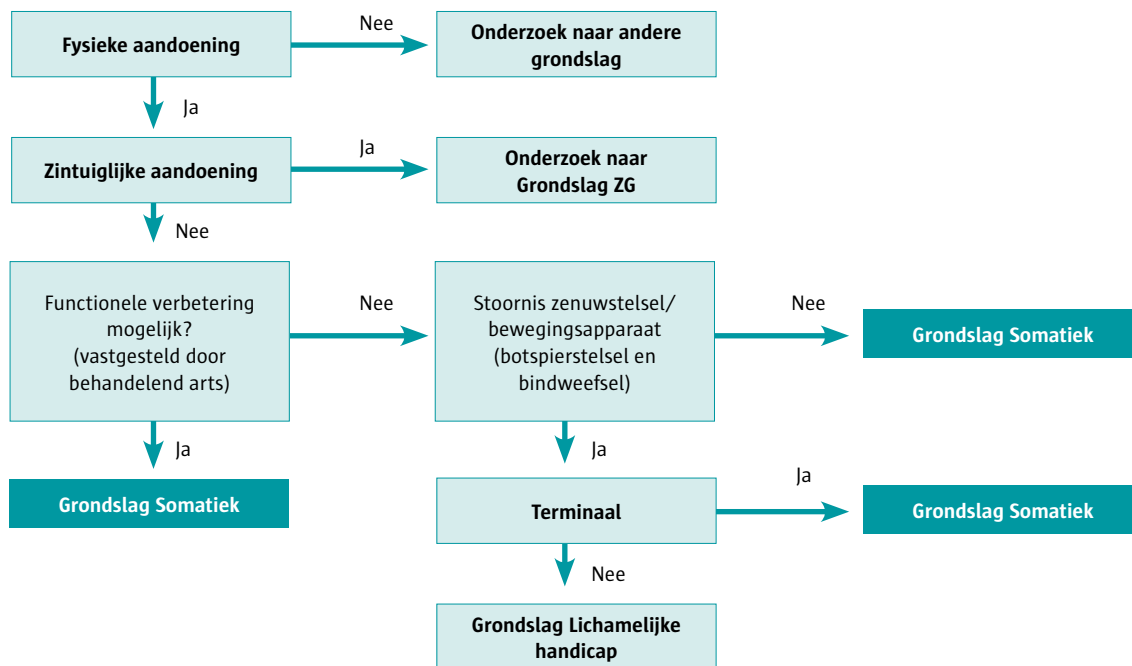 Fysieke aandoening
Nee
Onderzoek naar andere
grondslag
Ja
Zintuiglijke aandoening
Ja
Onderzoek naar
Grondslag ZG
Nee
Functionele verbetering
mogelijk?
(vastgesteld door
behandelend arts)
Nee
Stoornis zenuwstelsel/
bewegingsapparaat
(botspierstelsel en
bindweefsel)
Nee
Grondslag Somatiek
Ja
Grondslag Somatiek
Ja
Terminaal
Ja
Grondslag Somatiek
Nee
Grondslag Lichamelijke
handicap